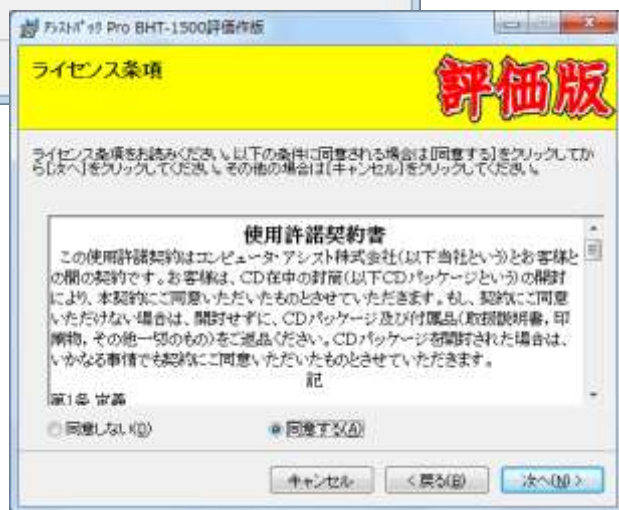 ｱｼｽﾄﾊﾟｯｸ Pro BHT-1500評価作版
ライセンス条項
評価版
ライセンス条項をお読みください。以下の条件に同意される場合は[同意する]をクリックしてか
ら[次へ]をクリックしてください。その他の場合は[キャンセル]をクリックしてください。
使用許諾契約書
この使用許諾契約はコンピュータ・アシスト株式会社(以下当社という)とお客様と
の間の契約です。お客様は、CD在中の封筒(以下CDパッケージという)の開封
により、本契約にご同意いただいたものとさせていただきます。もし、契約にご同意
いただけない場合は、開封せずに、CDパッケージ及び付属品(取扱説明書，印
刷物，その他一切のもの)をご返品ください。CDパッケージを開封された場合は、
いかなる事情でも契約にご同意いただいたものとさせていただきます。
記
第1条 定義
同意しない(D)
同意する(A)
キャンセル
< 戻る(B)
次へ(N) >